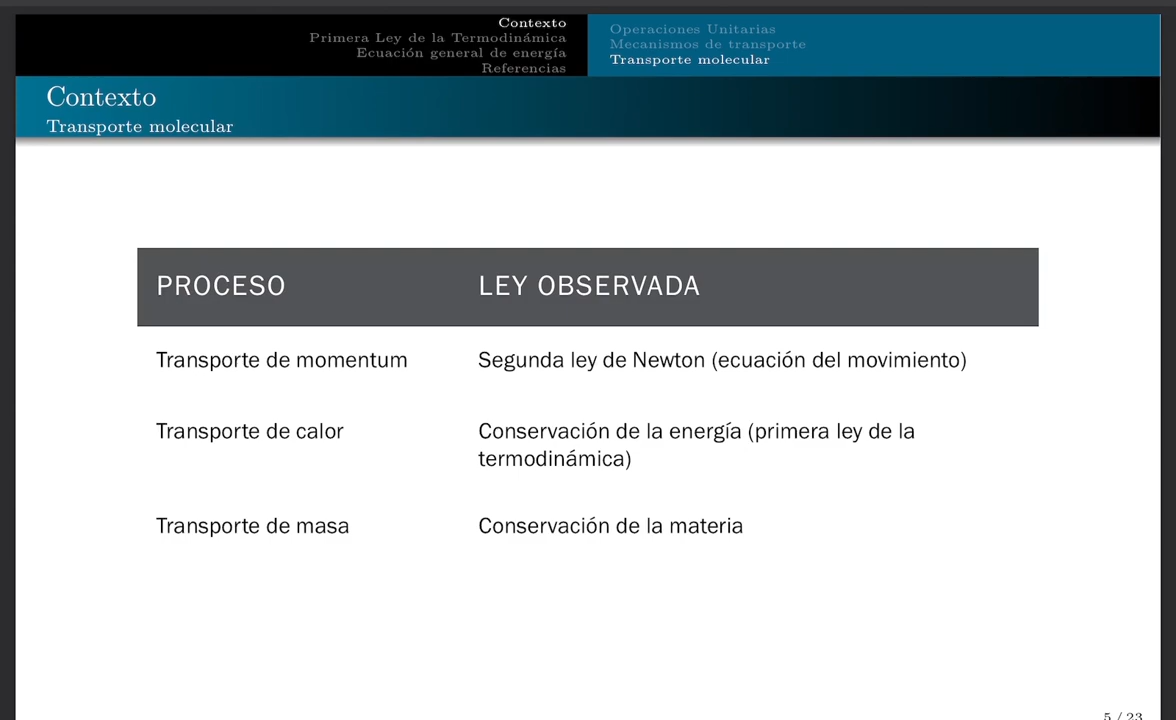 Contexto
Primera Ley de la Termodinámica
Ecuación general de energía
Referencias
Operaciones Unitarias
Mecanismos de transporte
Transporte molecular
Contexto
Transporte molecular
PROCESO
LEY OBSERVADA
Transporte de momentum
Segunda ley de Newton (ecuación del movimiento)
Transporte de calor
Conservación de la energía (primera ley de la
termodinámica)
Transporte de masa
Conservación de la materia
5 / 23